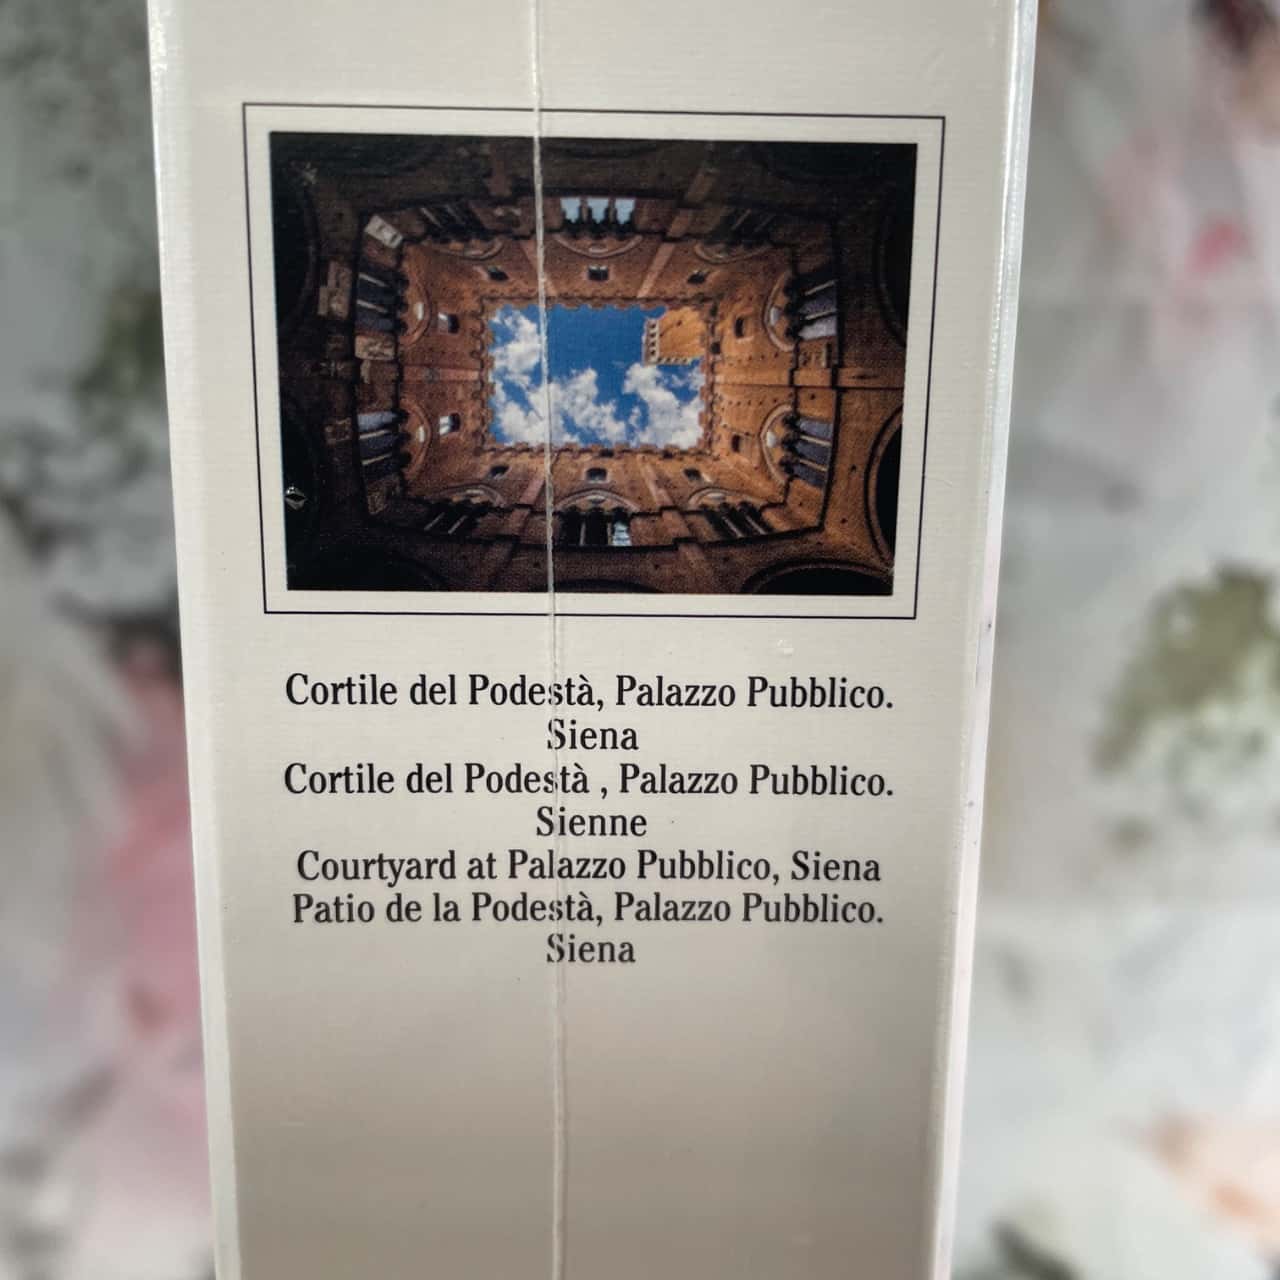 Cortile del Podestà, Palazzo Pubblico.
Siena
Cortile del Podestà , Palazzo Pubblico.
Sienne
Courtyard at Palazzo Pubblico, Siena
Patio de la Podestà, Palazzo Pubblico.
Siena